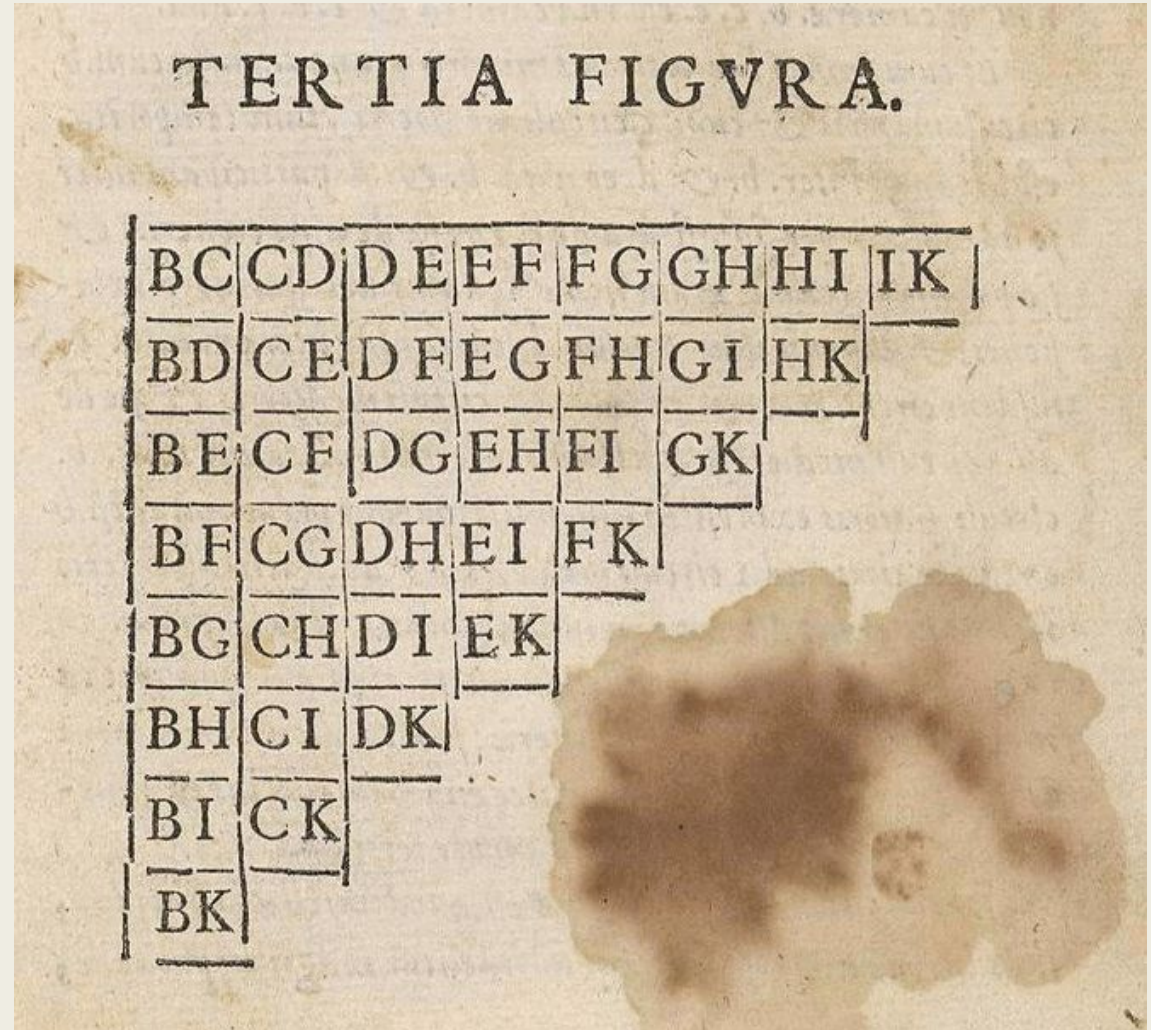 TERTIA FIGVRA.
BC CD DE EF FG GH HI IK
BD CE DF EG FH GI HK
BE CF DG EH FI GK
BF CG DH EI FK
BG CH DI EK
BH CI DK
BI CK
BK